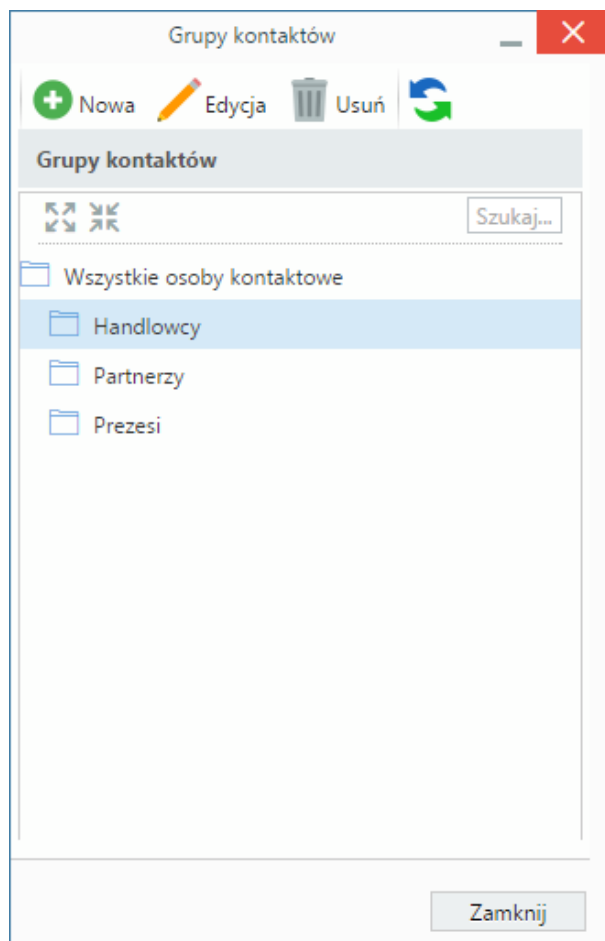 Grupy kontaktów
Nowa Edycja Usuń
Grupy kontaktów
Szukaj...
Wszystkie osoby kontaktowe
Handlowcy
Partnerzy
Prezesi
Zamknij